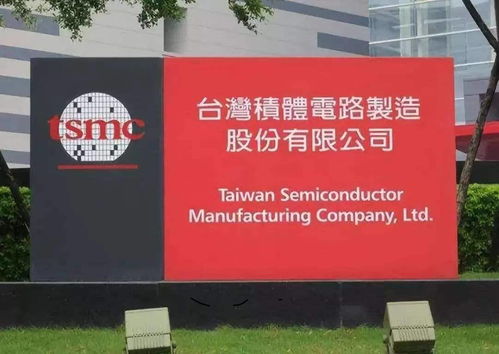 tsmc
台灣積體電路製造
股份有限公司
Taiwan Semiconductor
Manufacturing Company, Ltd.